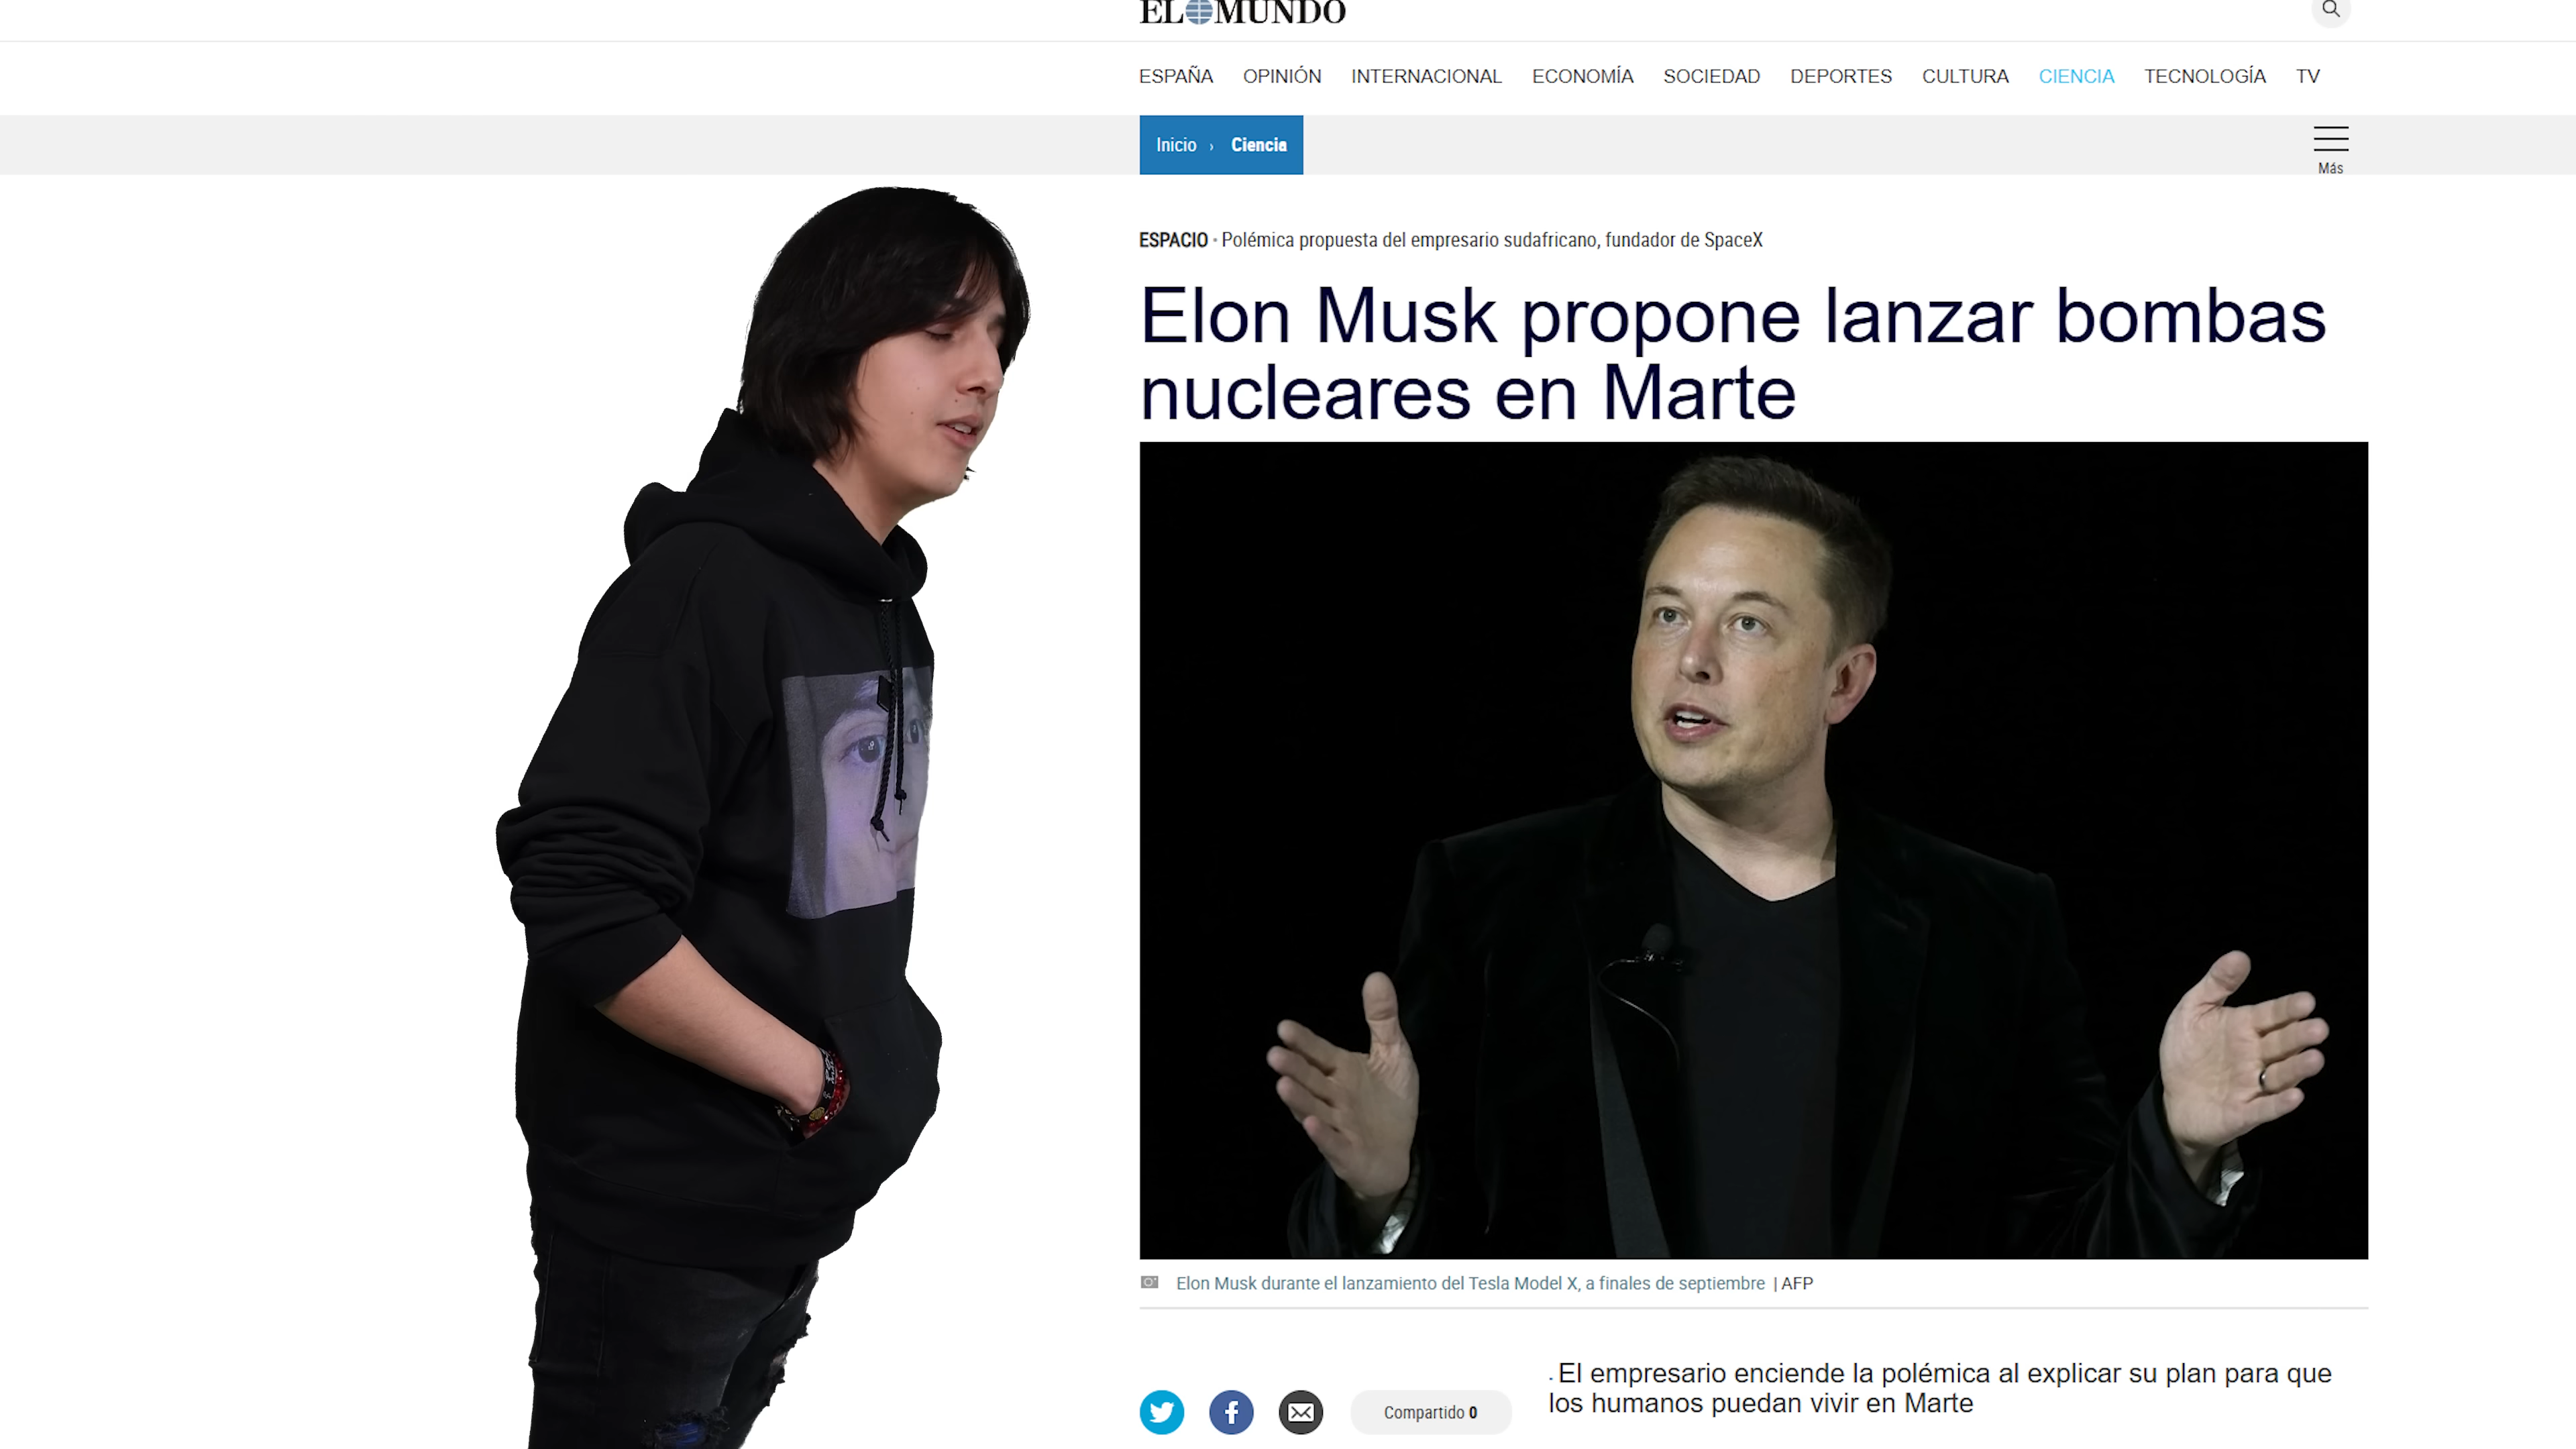 EL MUNDO
ESPAÑA OPINIÓN INTERNACIONAL ECONOMÍA SOCIEDAD DEPORTES CULTURA CIENCIA TECNOLOGÍA TV
Inicio › Ciencia
Más
ESPACIO · Polémica propuesta del empresario sudafricano, fundador de SpaceX
Elon Musk propone lanzar bombas
nucleares en Marte
Elon Musk durante el lanzamiento del Tesla Model X, a finales de septiembre | AFP
Compartido 0
· El empresario enciende la polémica al explicar su plan para que
los humanos puedan vivir en Marte